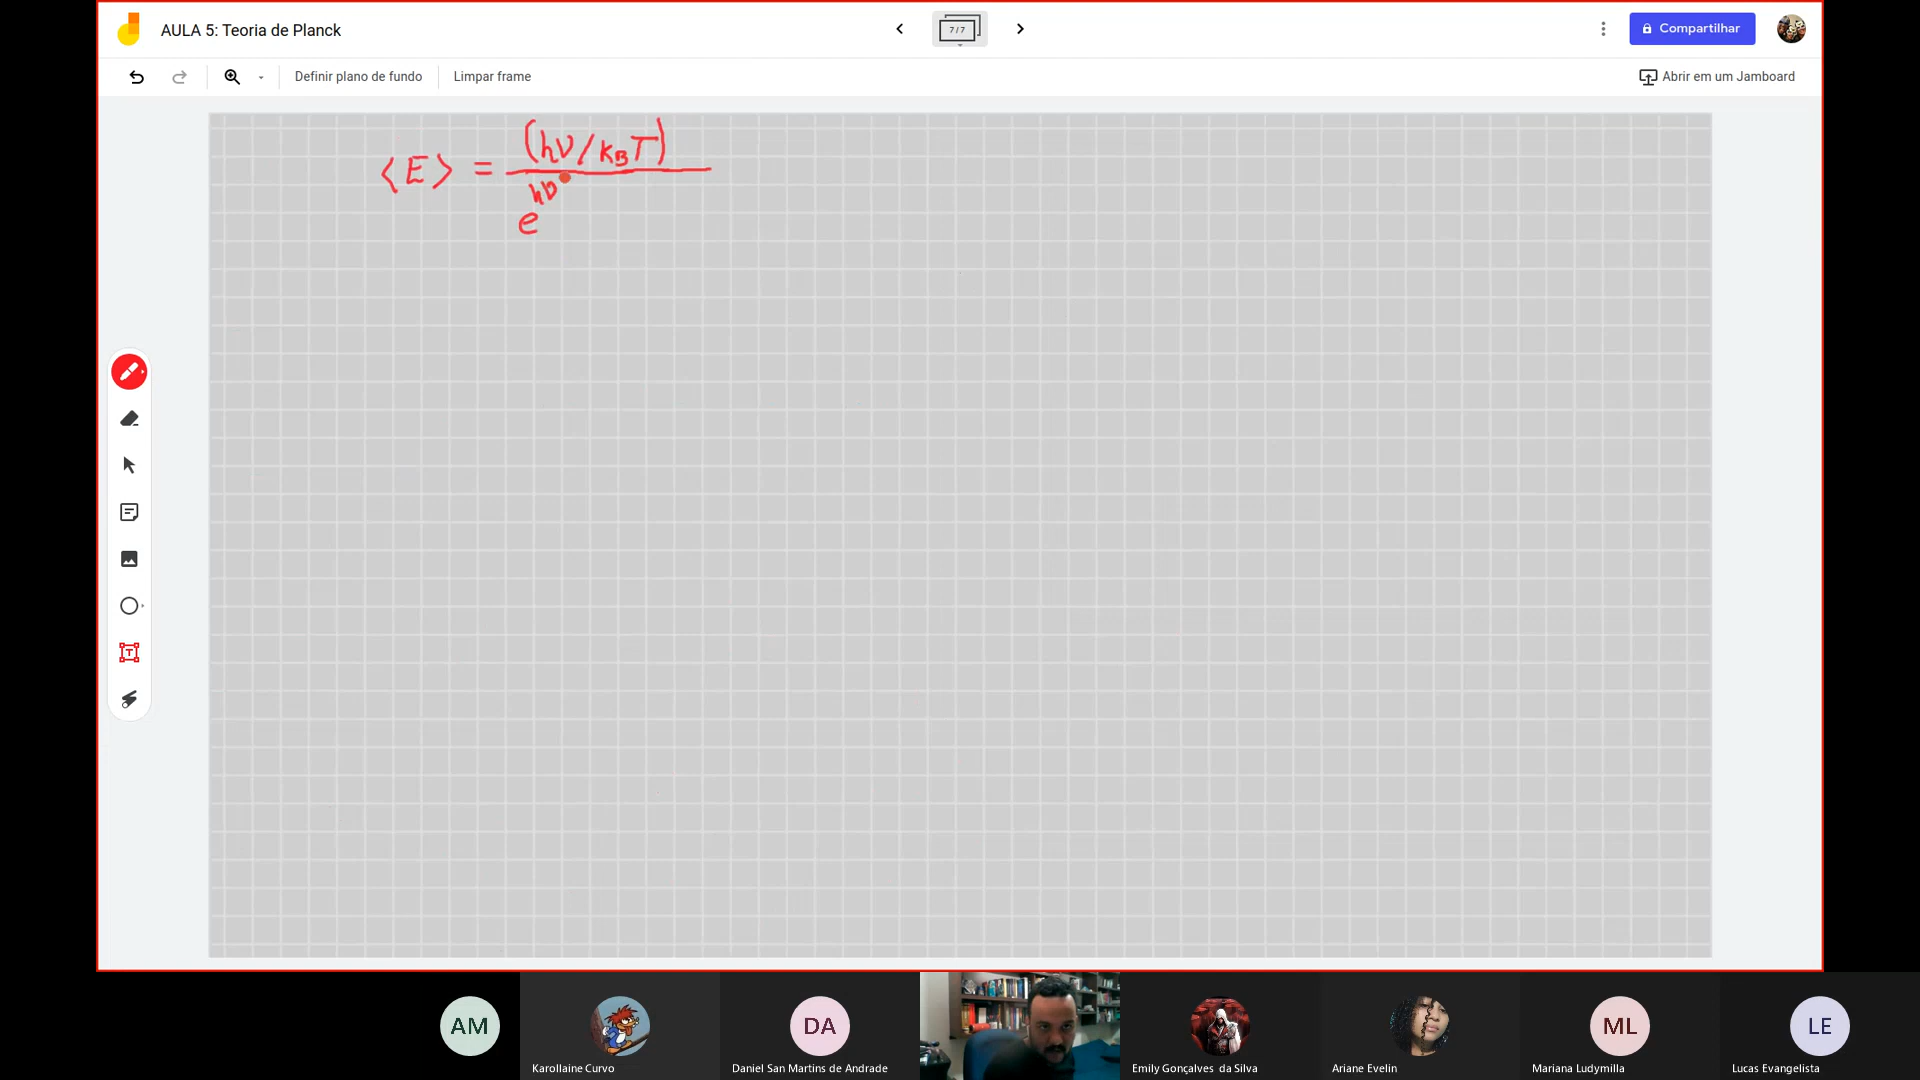 AULA 5: Teoria de Planck
7/7
Compartilhar
Definir plano de fundo
Limpar frame
Abrir em um Jamboard
⟨E⟩ = (hν/k_BT)
e^hν
AM
DA
ML
LE
Karollaine Curvo
Daniel San Martins de Andrade
Emily Gonçalves da Silva
Ariane Evelin
Mariana Ludymilla
Lucas Evangelista